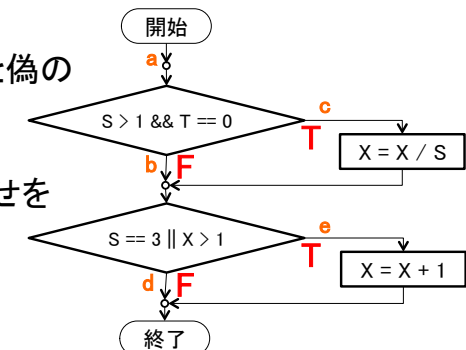 開始
a
と偽の
S > 1 && T == 0
c
T
X = X / S
b
F
せを
S == 3 || X > 1
e
T
X = X + 1
d
F
終了